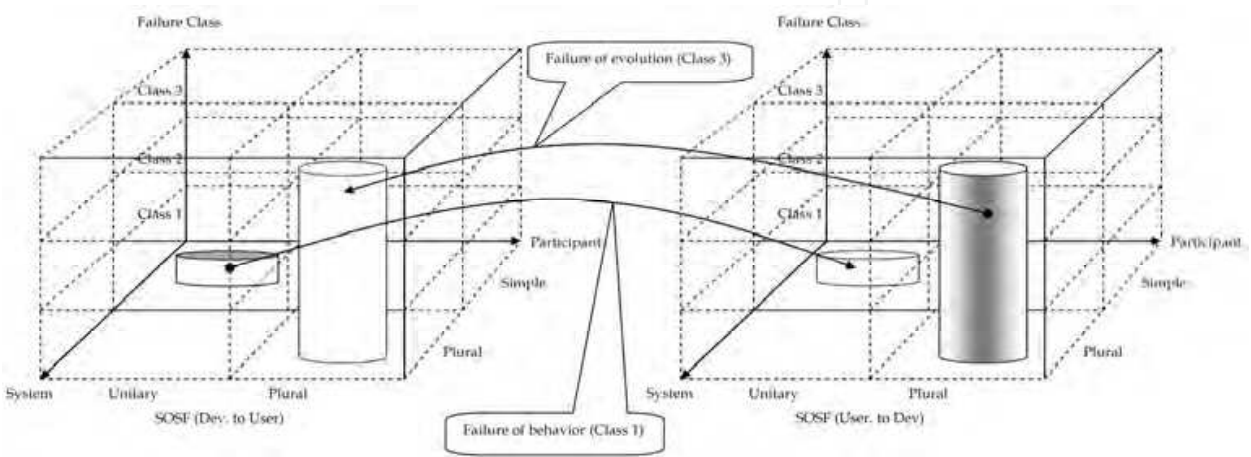 Failure Class
Class 3
Class 2
Class 1
Participant
Simple
Plural
System
Unitary
Plural
SOSF (Dev. to User)
Failure of evolution (Class 3)
Failure of behavior (Class 1)
Failure Class
Class 3
Class 2
Class 1
Participant
Simple
Plural
System
Unitary
Plural
SOSF (User. to Dev)